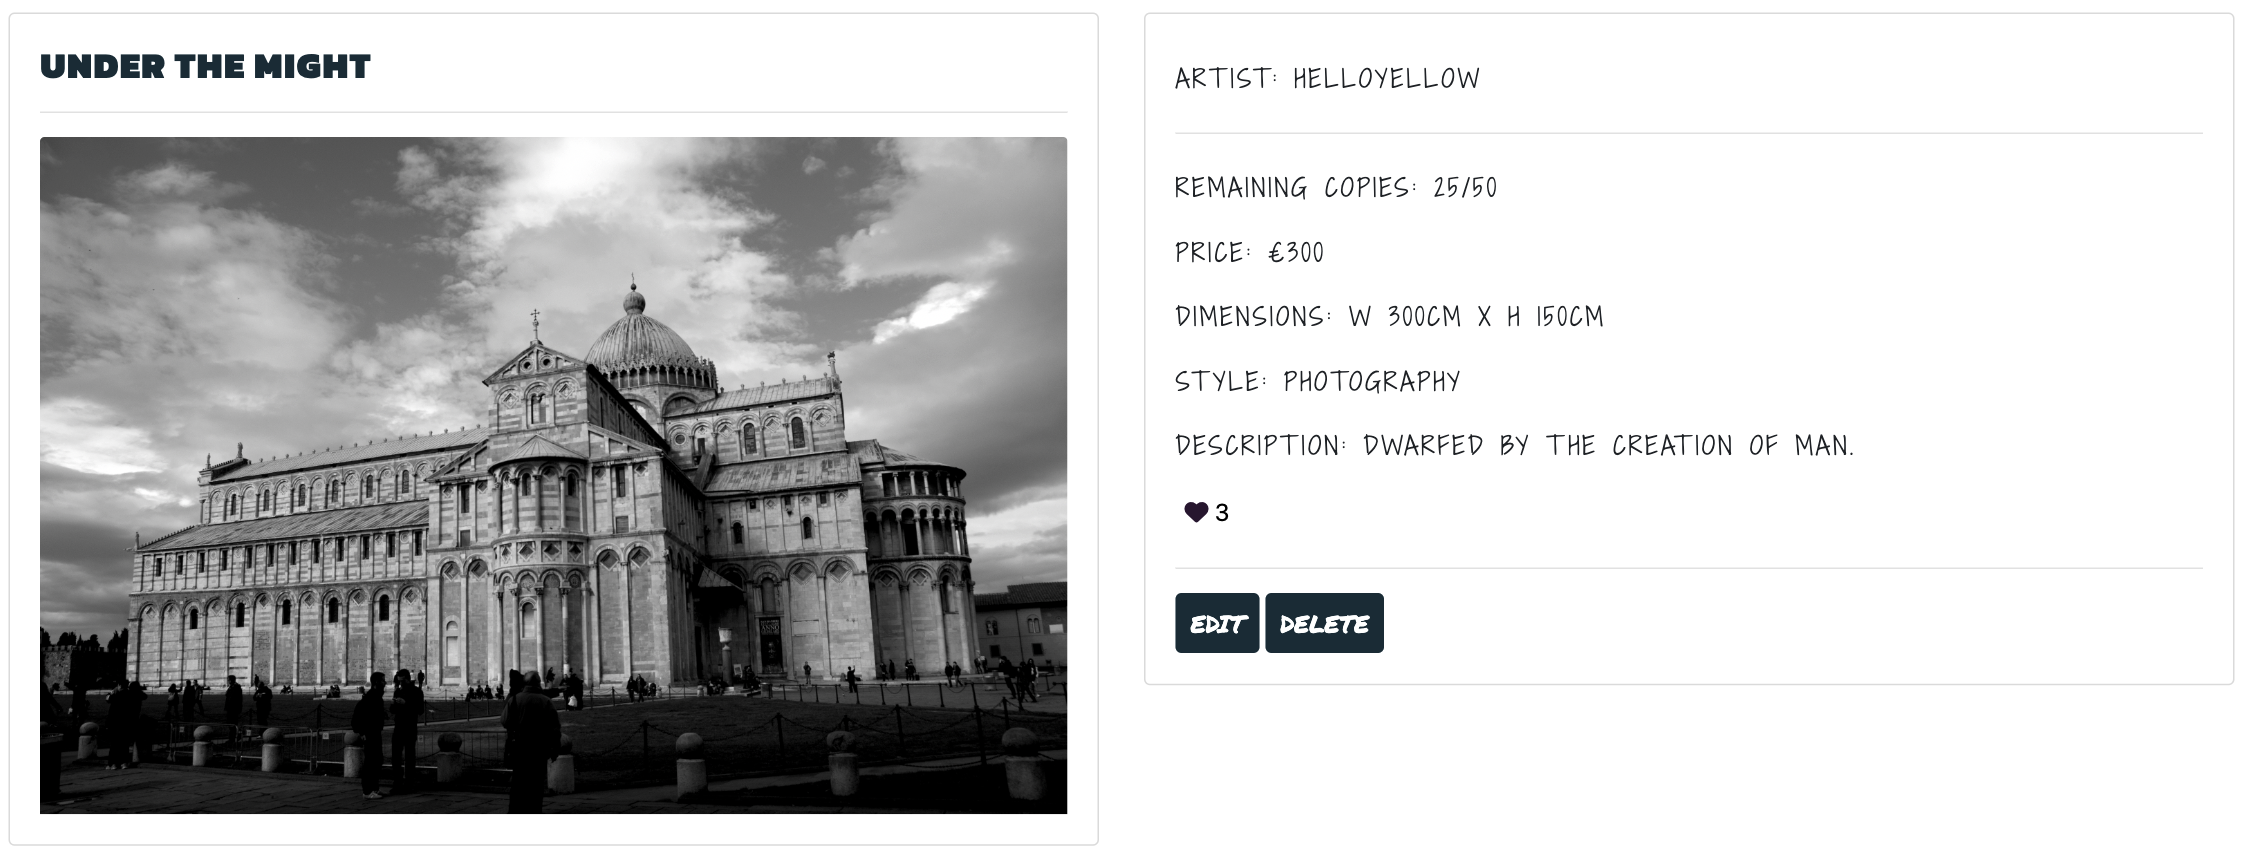 UNDER THE MIGHT
ARTIST: HELLOYELLOW
REMAINING COPIES: 25/50
PRICE: £300
DIMENSIONS: W 300CM X H 150CM
STYLE: PHOTOGRAPHY
DESCRIPTION: DWARFED BY THE CREATION OF MAN.
3
EDIT DELETE